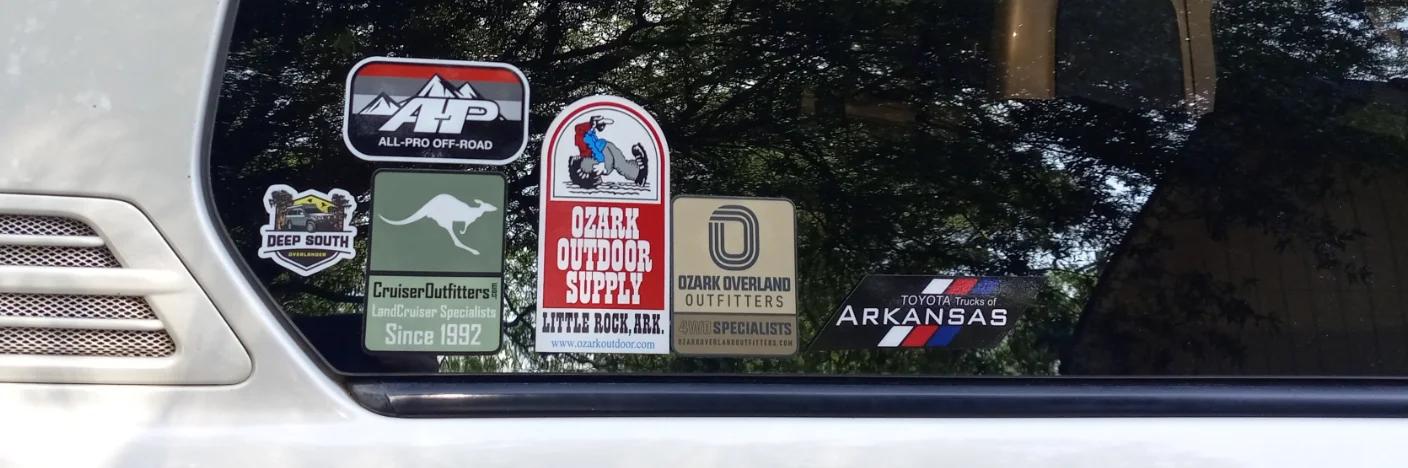 AP
ALL-PRO OFF-ROAD
DEEP SOUTH
OVERLANDER
CruiserOutfitters.com
LandCruiser Specialists
Since 1992
OZARK
OUTDOOR
SUPPLY
LITTLE ROCK, ARK.
www.ozarkoutdoor.com
OZARK OVERLAND
OUTFITTERS
4WD SPECIALISTS
OZARKOVERLANDOUTFITTERS.COM
TOYOTA Trucks of
ARKANSAS